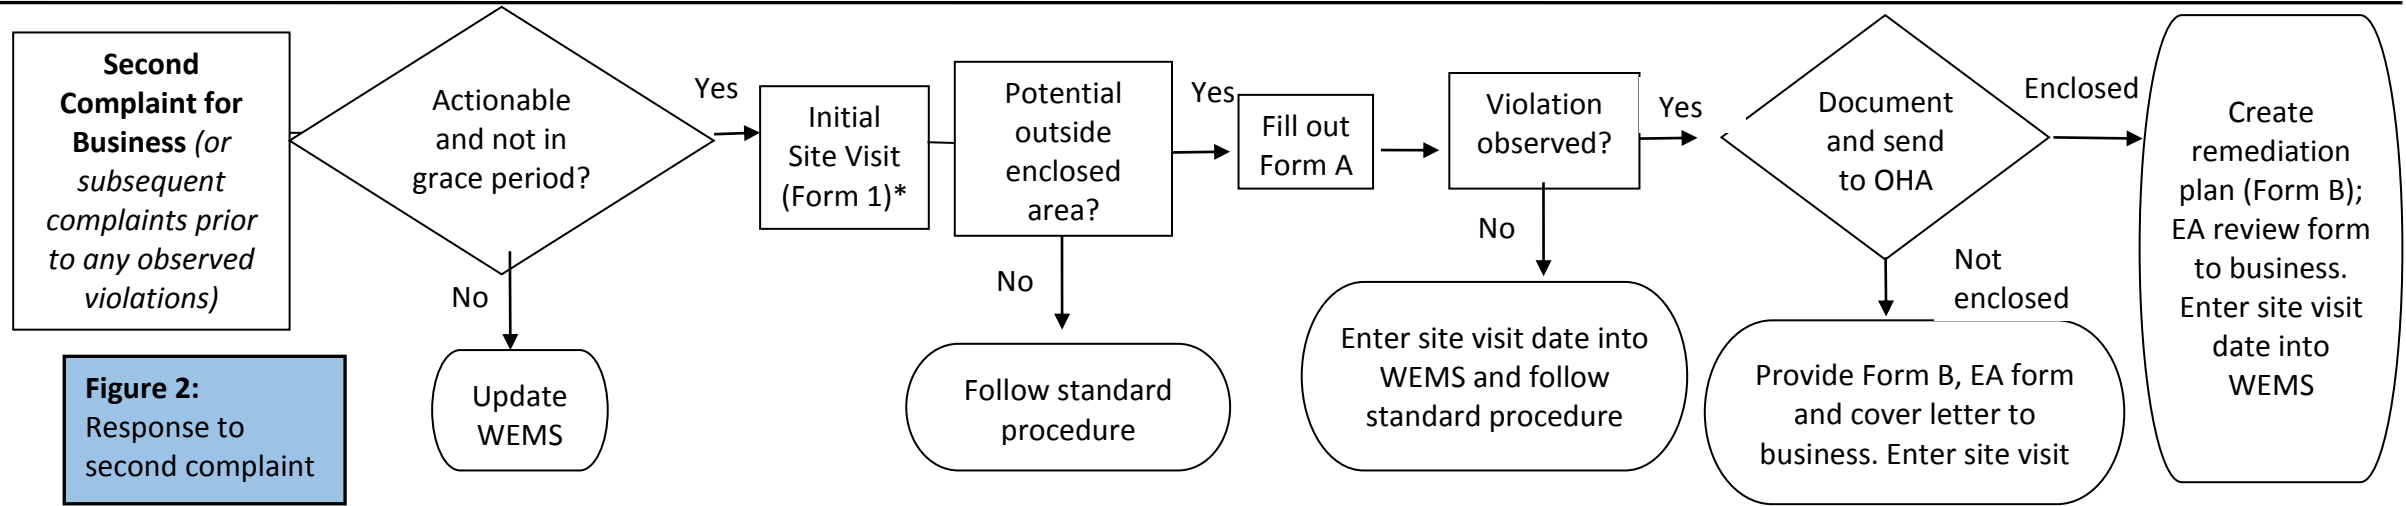 Second
Complaint for
Business (or
subsequent
complaints prior
to any observed
violations)
Actionable
and not in
grace period?
Yes
No
Update
WEMS
Initial
Site Visit
(Form 1)*
Potential
outside
enclosed
area?
Yes
No
Follow standard
procedure
Fill out
Form A
Violation
observed?
Yes
No
Enter site visit date into
WEMS and follow
standard procedure
Document
and send
to OHA
Enclosed
Not
enclosed
Provide Form B, EA form
and cover letter to
business. Enter site visit
Create
remediation
plan (Form B);
EA review form
to business.
Enter site visit
date into
WEMS
Figure 2:
Response to
second complaint